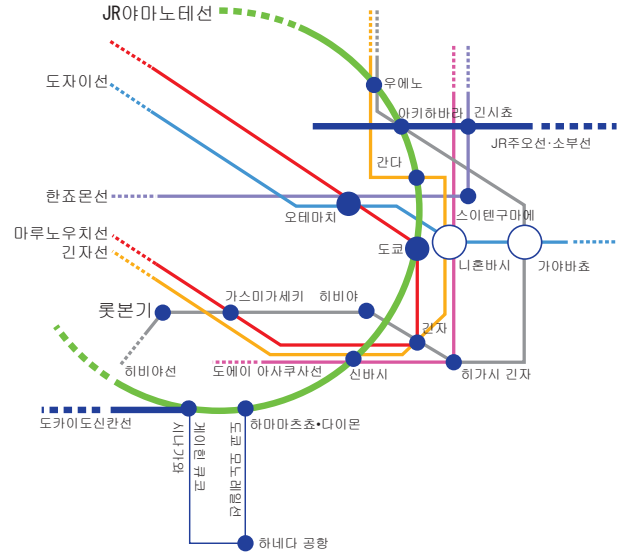 JR야마노테선
도자이선
우에노
아키하바라
긴시쵸
JR주오선·소부선
간다
한죠몬선
오테마치
스이텐구마에
마루노우치선
긴자선
도쿄
니혼바시
가야바쵸
롯본기
가스미가세키
히비야
긴자
히비야선
도에이 아사쿠사선
신바시
히가시 긴자
도카이도신칸선
시나가와
게이힌 큐코
도쿄 모노레일선
하마마츠쵸•다이몬
하네다 공항